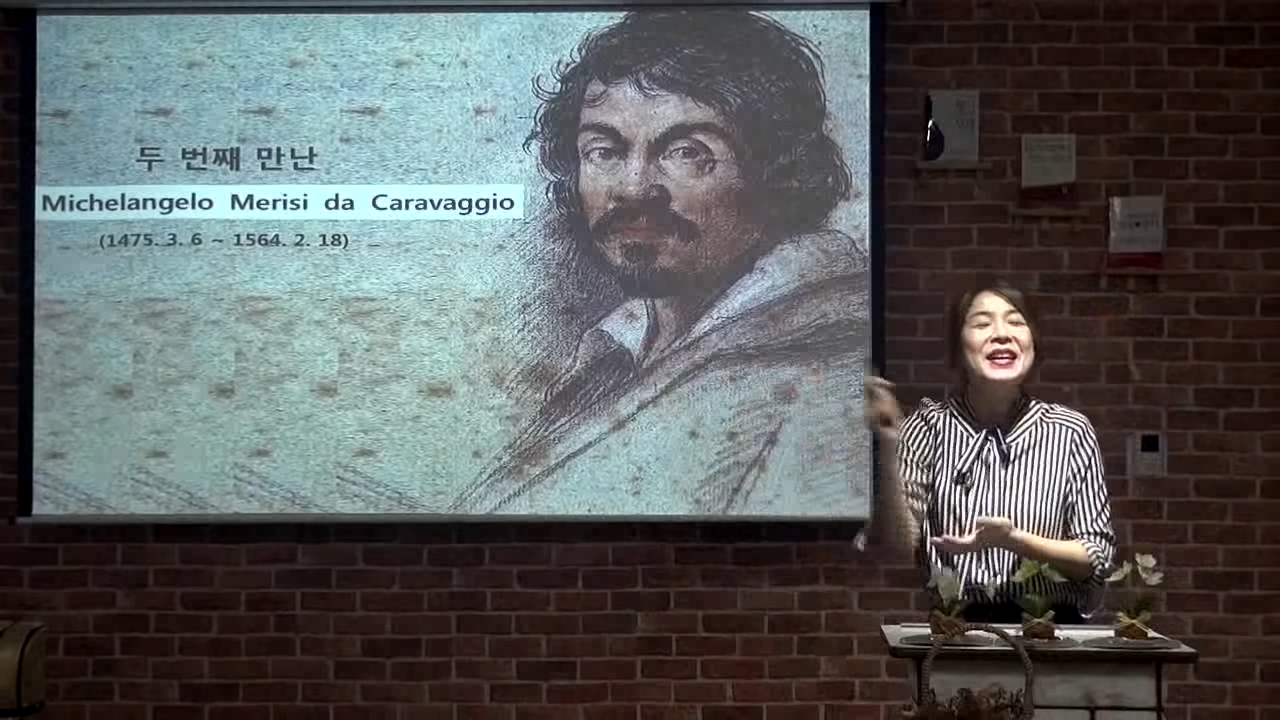 두 번째 만난
Michelangelo Merisi da Caravaggio
(1475. 3. 6 ~ 1564. 2. 18)